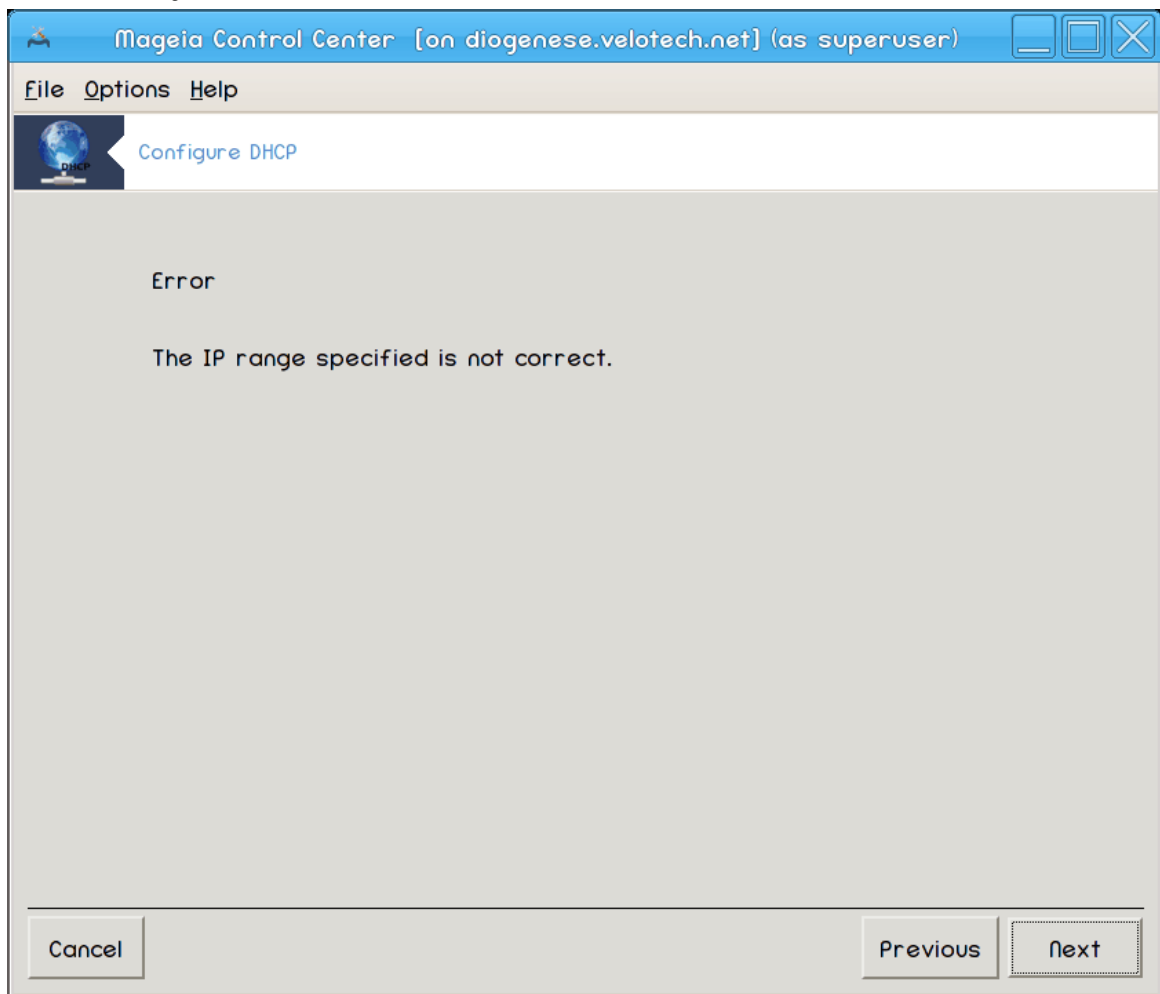 Mageia Control Center [on diogenese.velotech.net] (as superuser)
File Options Help
DHCP
Configure DHCP
Error
The IP range specified is not correct.
Cancel Previous Next